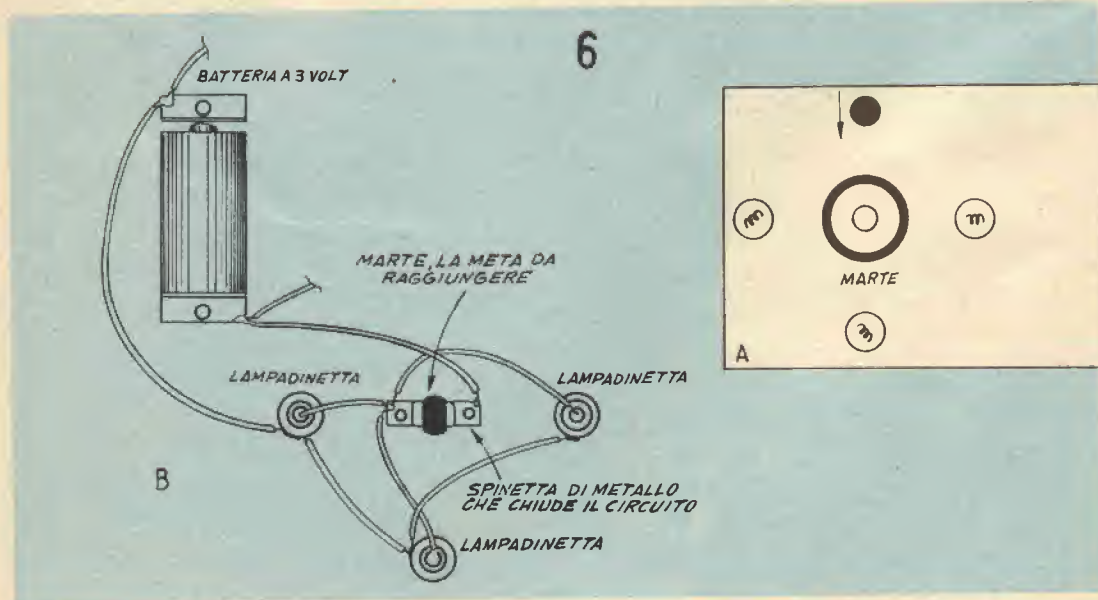 6
BATTERIA A 3 VOLT
MARTE, LA META DA
RAGGIUNGERE
LAMPADINETTA
LAMPADINETTA
SPINETTA DI METALLO
CHE CHIUDE IL CIRCUITO
LAMPADINETTA
B
MARTE
A